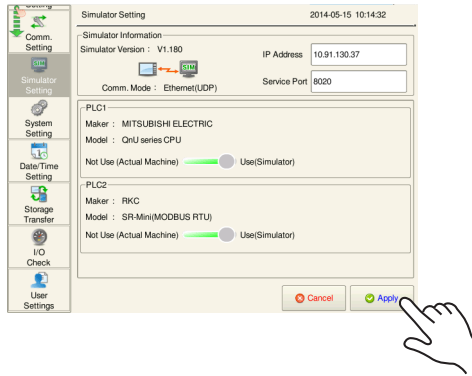 Setting
Simulator Setting 2014-05-15 10:14:32
Comm.
Setting
SIM
Simulator
Setting
System
Setting
Date/Time
Setting
Storage
Transfer
I/O
Check
User
Settings
Simulator Information
Simulator Version : V1.180
SIM
Comm. Mode : Ethernet(UDP)
IP Address 10.91.130.37
Service Port 8020
PLC1
Maker : MITSUBISHI ELECTRIC
Model : QnU series CPU
Not Use (Actual Machine) Use(Simulator)
PLC2
Maker : RKC
Model : SR-Mini(MODBUS RTU)
Not Use (Actual Machine) Use(Simulator)
Cancel Apply